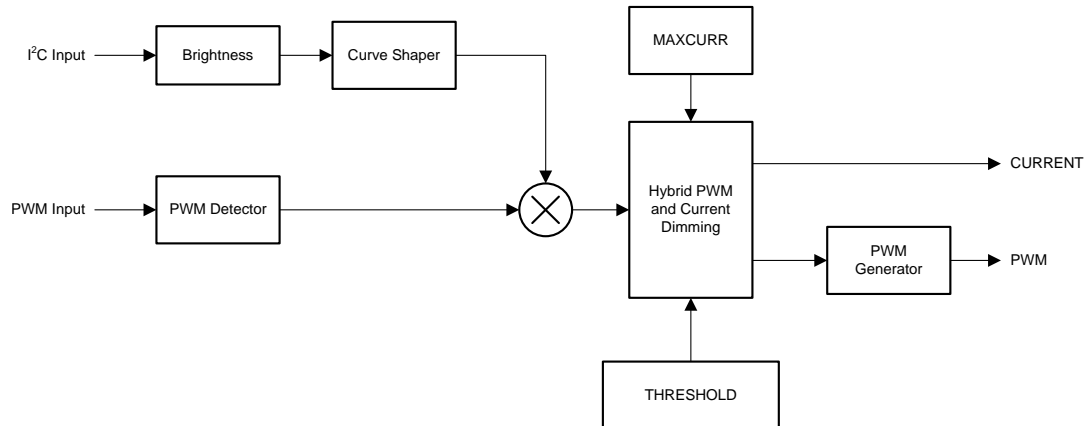 I²C Input
Brightness
Curve Shaper
MAXCURR
PWM Input
PWM Detector
Hybrid PWM
and Current
Dimming
CURRENT
PWM
Generator
PWM
THRESHOLD